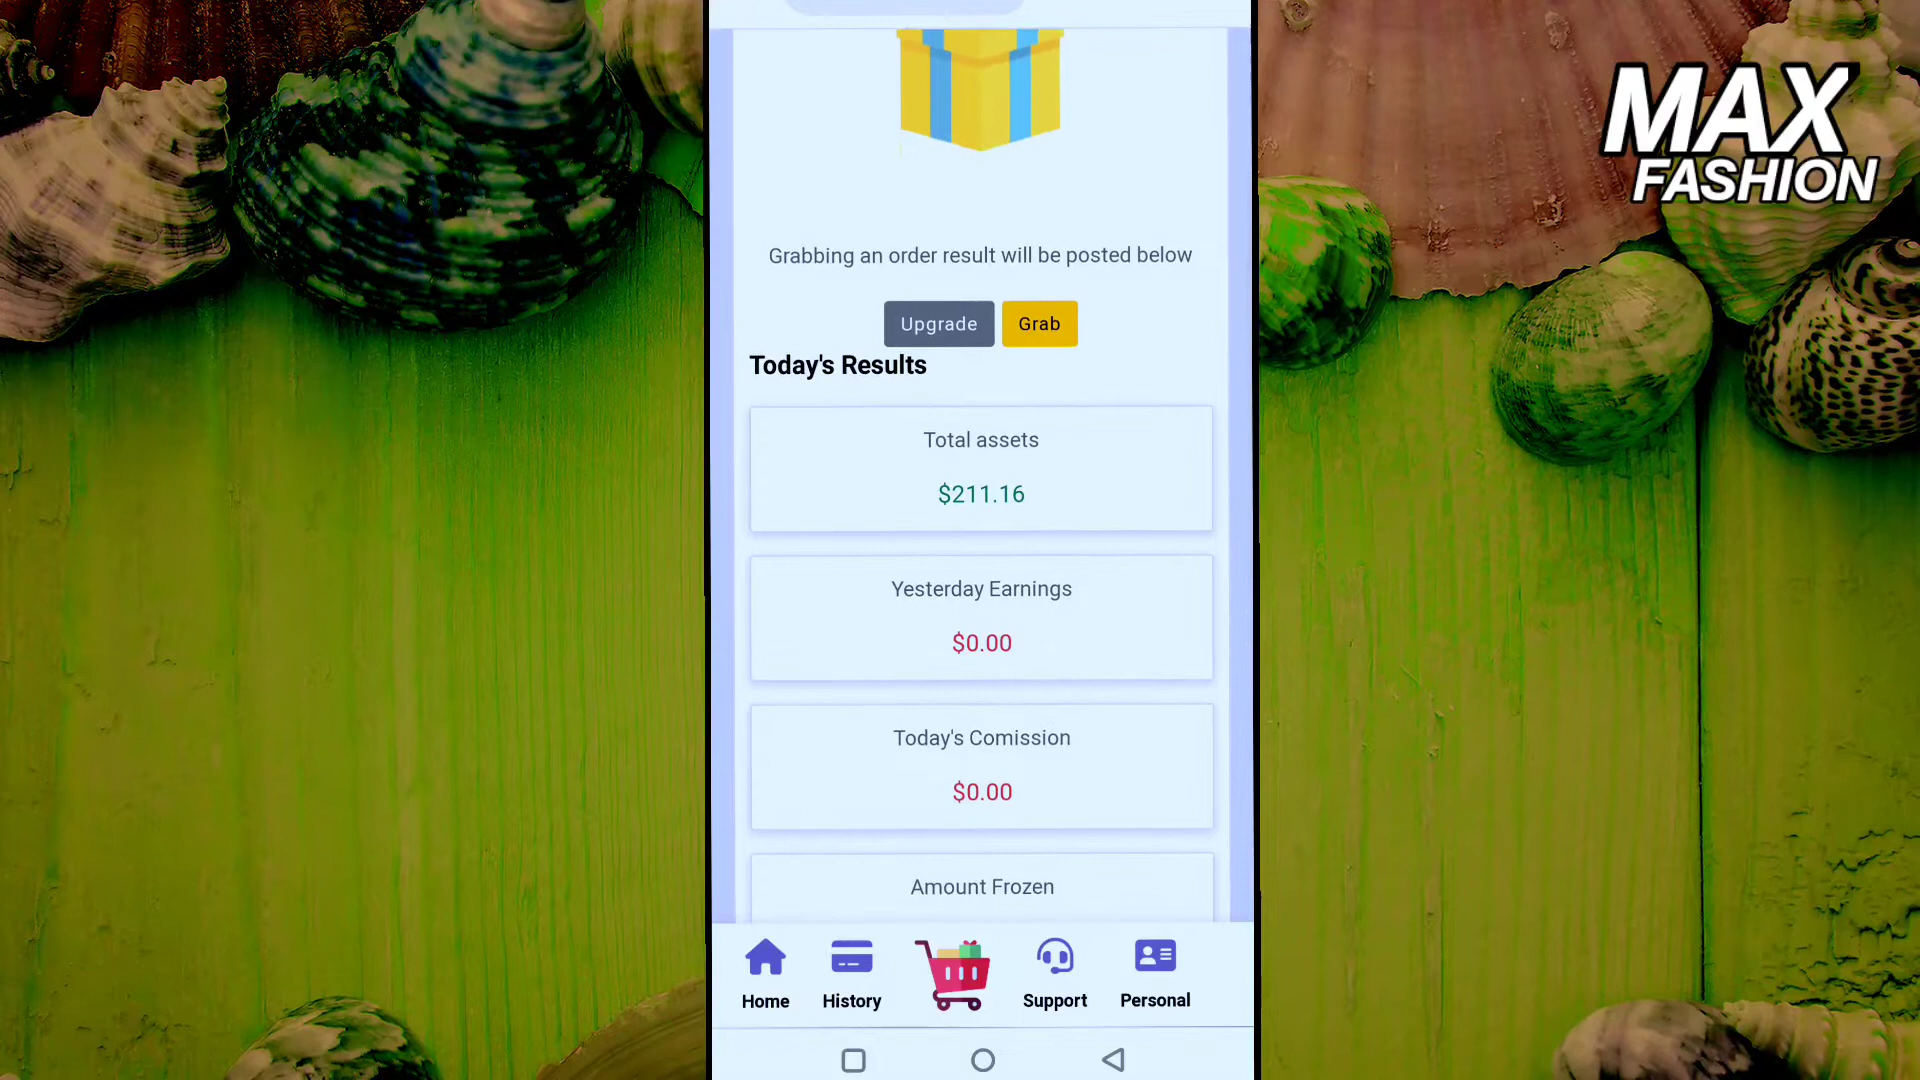 MAX
FASHION
Grabbing an order result will be posted below
Upgrade Grab
Today's Results
Total assets
$211.16
Yesterday Earnings
$0.00
Today's Comission
$0.00
Amount Frozen
Home History Support Personal